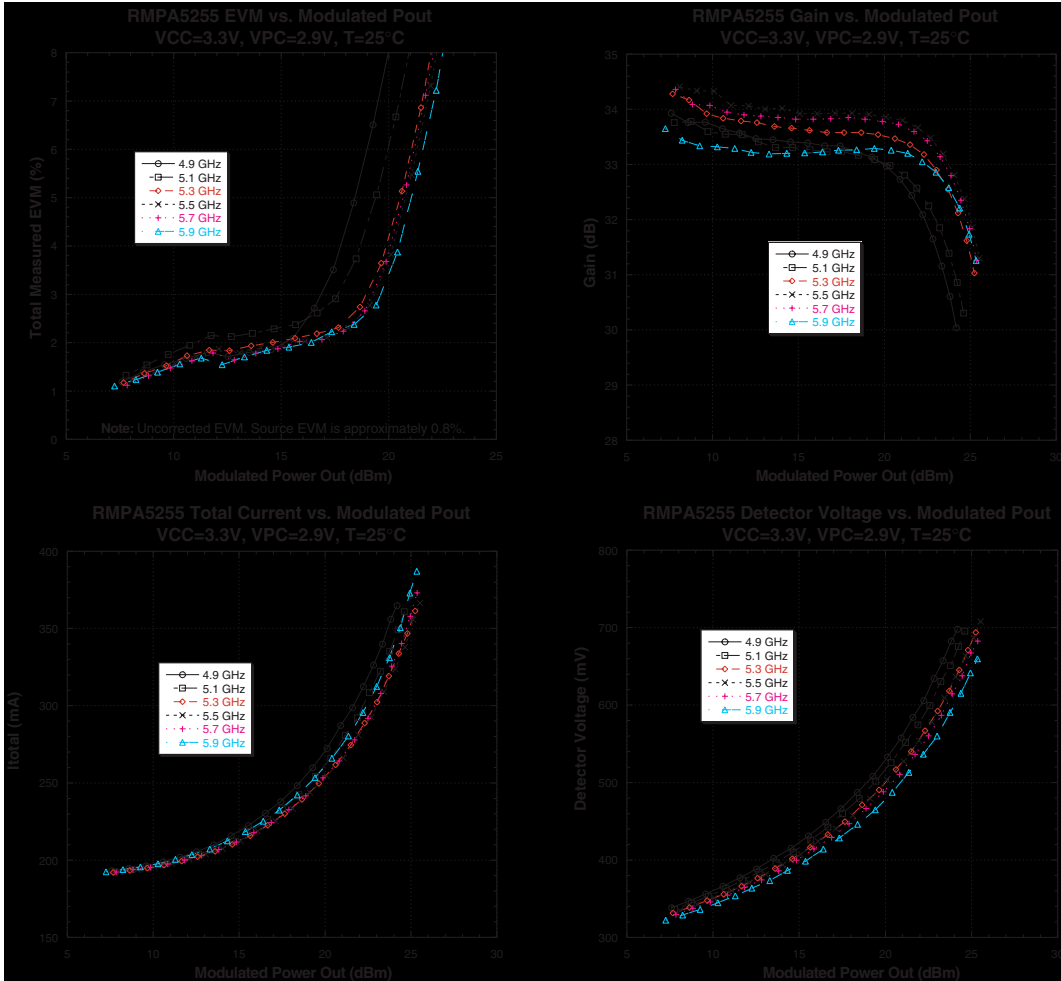 RMPA5255 EVM vs. Modulated Pout
VCC=3.3V, VPC=2.9V, T=25°C
8
7
6
5
4
3
2
1
0
Total Measured EVM (%)
4.9 GHz
5.1 GHz
5.3 GHz
5.5 GHz
5.7 GHz
5.9 GHz
Note: Uncorrected EVM. Source EVM is approximately 0.8%.
5 10 15 20 25
Modulated Power Out (dBm)
RMPA5255 Gain vs. Modulated Pout
VCC=3.3V, VPC=2.9V, T=25°C
35
34
33
32
31
30
29
28
Gain (dB)
4.9 GHz
5.1 GHz
5.3 GHz
5.5 GHz
5.7 GHz
5.9 GHz
5 10 15 20 25 30
Modulated Power Out (dBm)
RMPA5255 Total Current vs. Modulated Pout
VCC=3.3V, VPC=2.9V, T=25°C
400
350
300
250
200
150
Itotal (mA)
4.9 GHz
5.1 GHz
5.3 GHz
5.5 GHz
5.7 GHz
5.9 GHz
5 10 15 20 25 30
Modulated Power Out (dBm)
RMPA5255 Detector Voltage vs. Modulated Pout
VCC=3.3V, VPC=2.9V, T=25°C
800
700
600
500
400
300
Detector Voltage (mV)
4.9 GHz
5.1 GHz
5.3 GHz
5.5 GHz
5.7 GHz
5.9 GHz
5 10 15 20 25 30
Modulated Power Out (dBm)